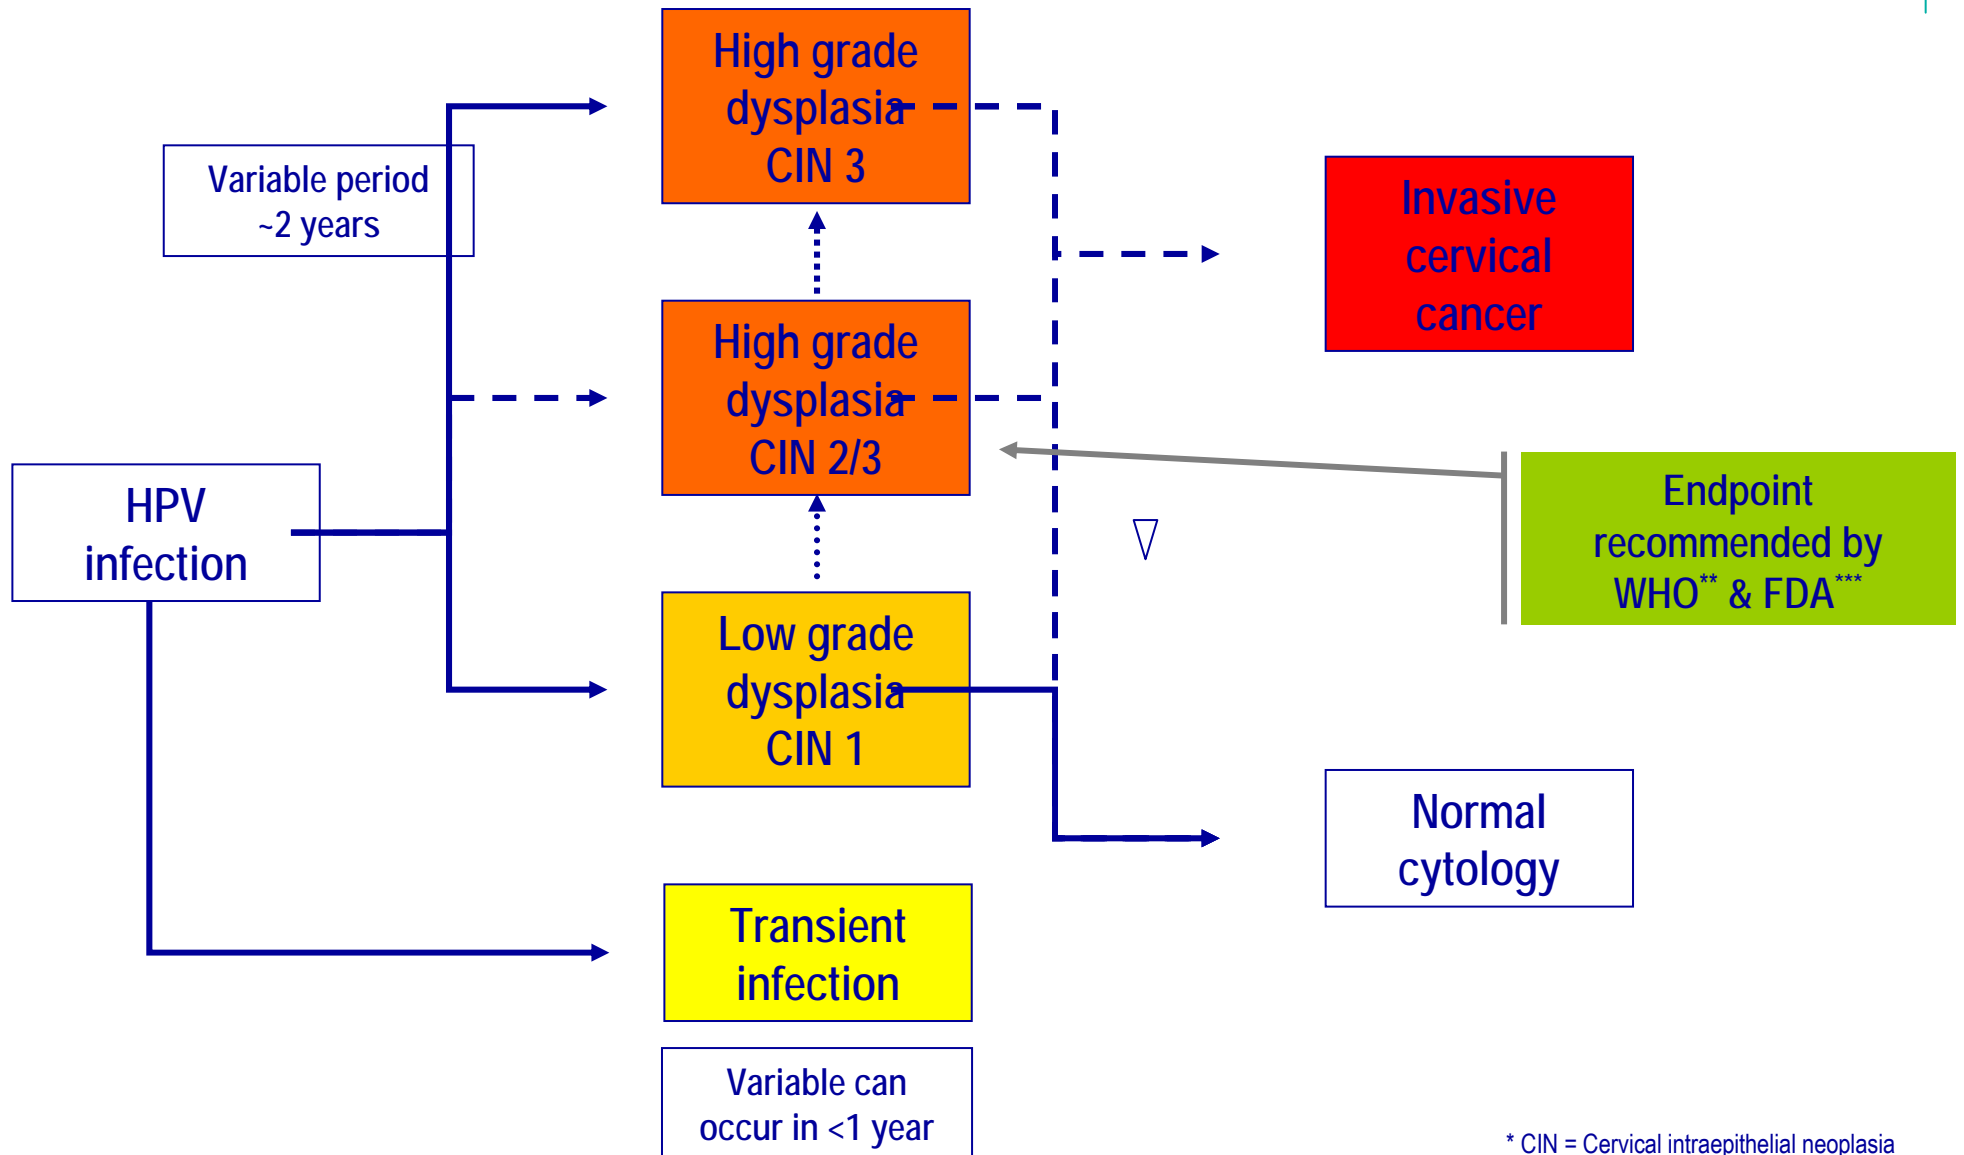 High grade
dysplasia
CIN 3
Variable period
~2 years
Invasive
cervical
cancer
High grade
dysplasia
CIN 2/3
HPV
infection
Endpoint
recommended by
WHO** & FDA***
Low grade
dysplasia
CIN 1
Normal
cytology
Transient
infection
Variable can
occur in <1 year
* CIN = Cervical intraepithelial neoplasia